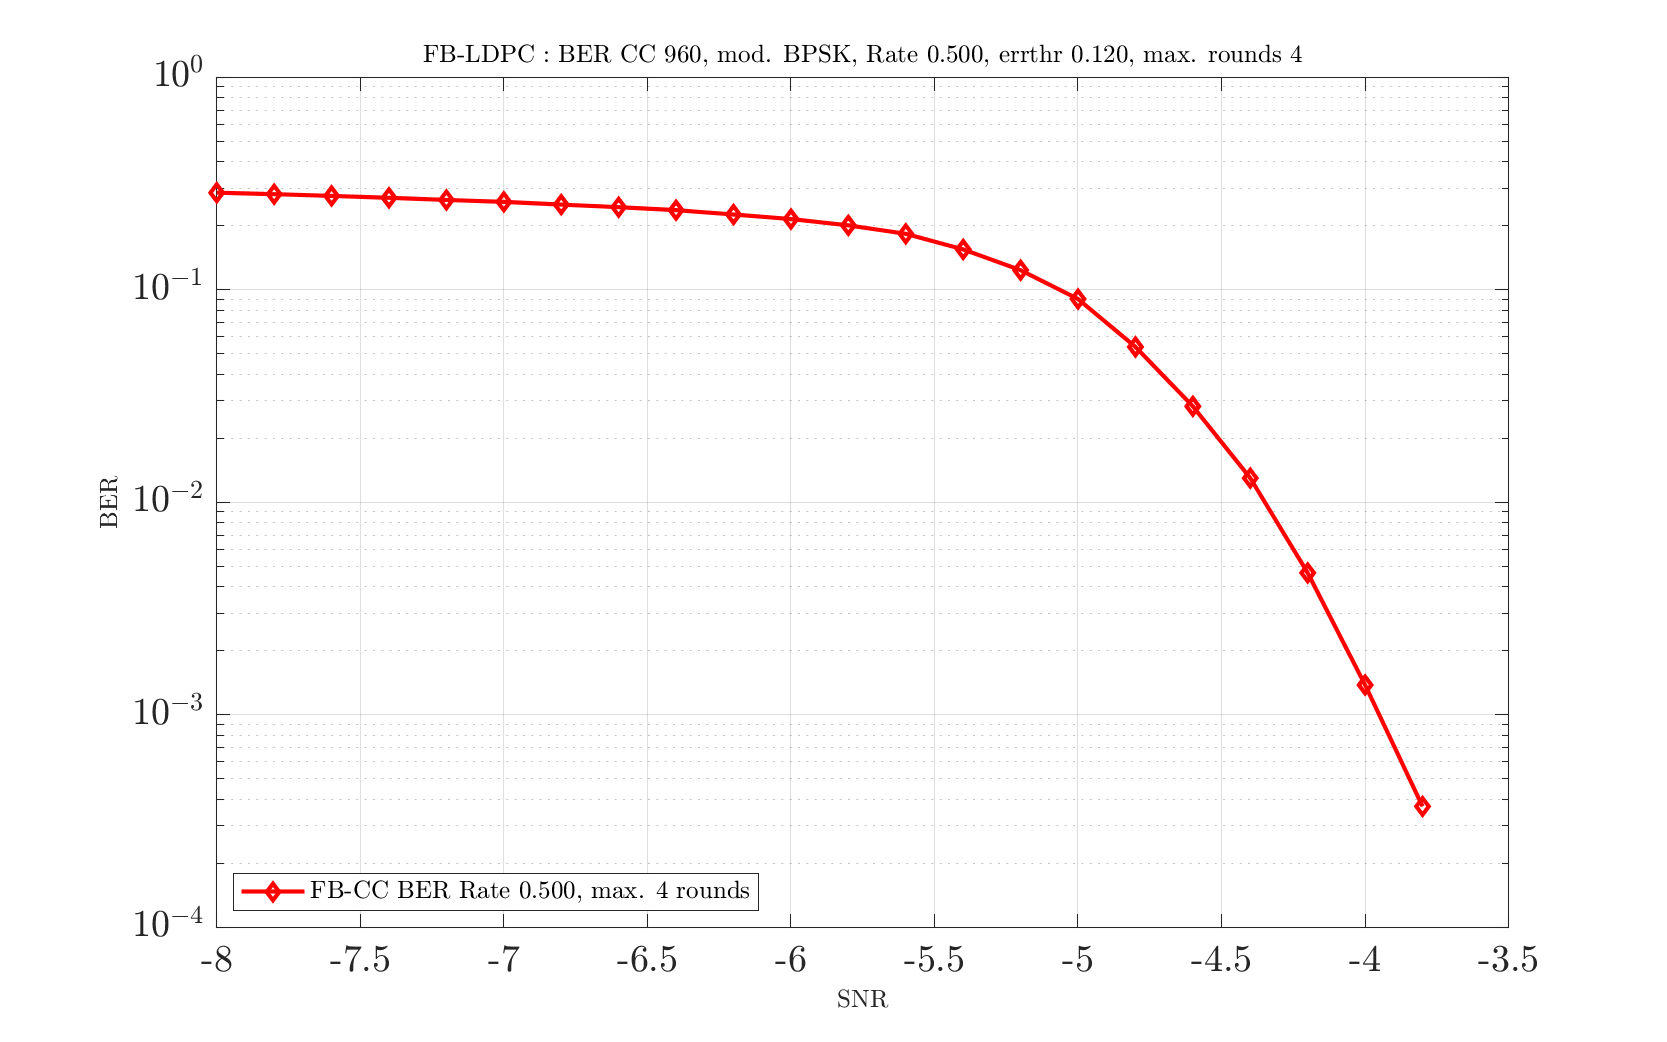 FB-LDPC : BER CC 960, mod. BPSK, Rate 0.500, errthr 0.120, max. rounds 4
10^0
10^{-1}
10^{-2}
10^{-3}
10^{-4}
BER
FB-CC BER Rate 0.500, max. 4 rounds
-8 -7.5 -7 -6.5 -6 -5.5 -5 -4.5 -4 -3.5
SNR